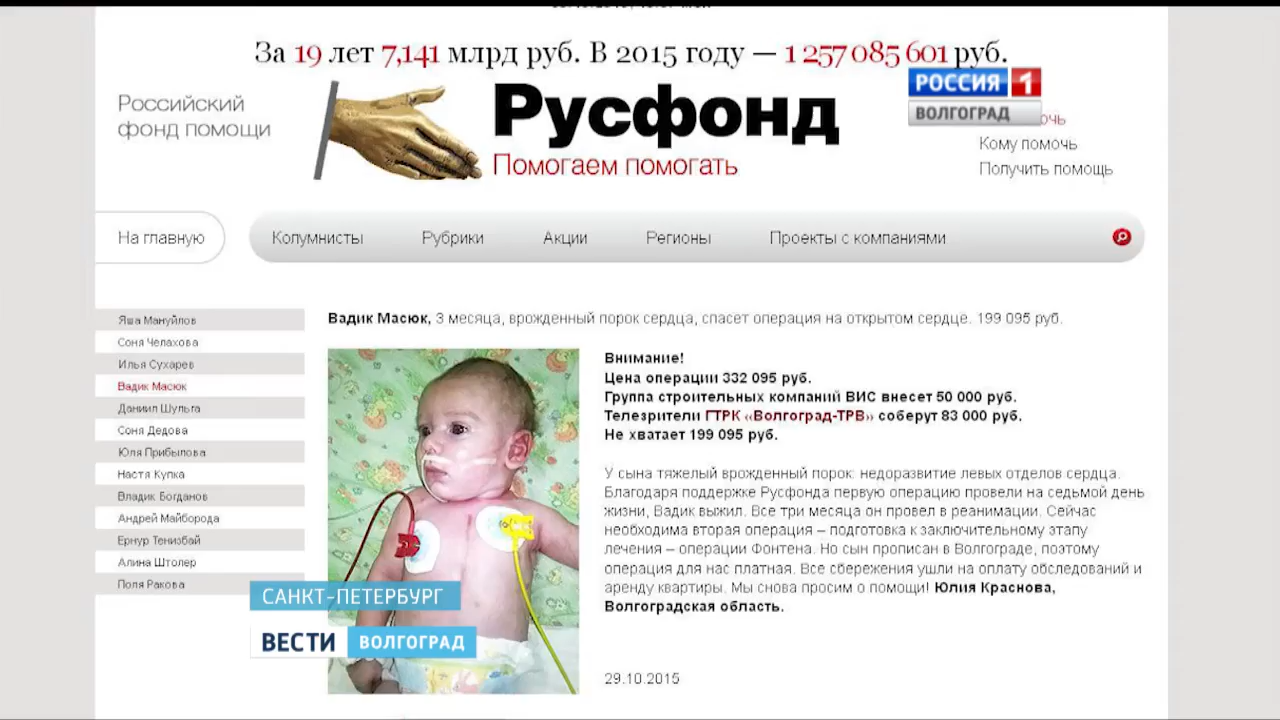 За 19 лет 7,141 млрд руб. В 2015 году — 1 257 085 601 руб.
РОССИЯ 1
ВОЛГОГРАД
Российский
фонд помощи
Русфонд
Помогаем помогать
Кому помочь
Получить помощь
На главную
Колумнисты
Рубрики
Акции
Регионы
Проекты с компаниями
Яша Мануйлов
Соня Челахова
Илья Сухарев
Вадик Масюк
Даниил Шульга
Соня Дедова
Юля Прибылова
Настя Купка
Владик Богданов
Андрей Майборода
Ернур Тенизбай
Алина Штолер
Поля Ракова
Вадик Масюк, 3 месяца, врожденный порок сердца, спасет операция на открытом сердце. 199 095 руб.
Внимание!
Цена операции 332 095 руб.
Группа строительных компаний ВИС внесет 50 000 руб.
Телезрители ГТРК «Волгоград-ТРВ» соберут 83 000 руб.
Не хватает 199 095 руб.
У сына тяжелый врожденный порок: недоразвитие левых отделов сердца.
Благодаря поддержке Русфонда первую операцию провели на седьмой день
жизни, Вадик выжил. Все три месяца он провел в реанимации. Сейчас
необходима вторая операция – подготовка к заключительному этапу
лечения – операции Фонтена. Но сын прописан в Волгограде, поэтому
операция для нас платная. Все сбережения ушли на оплату обследований и
аренду квартиры. Мы снова просим о помощи! Юлия Краснова,
Волгоградская область.
29.10.2015
САНКТ-ПЕТЕРБУРГ
ВЕСТИ ВОЛГОГРАД